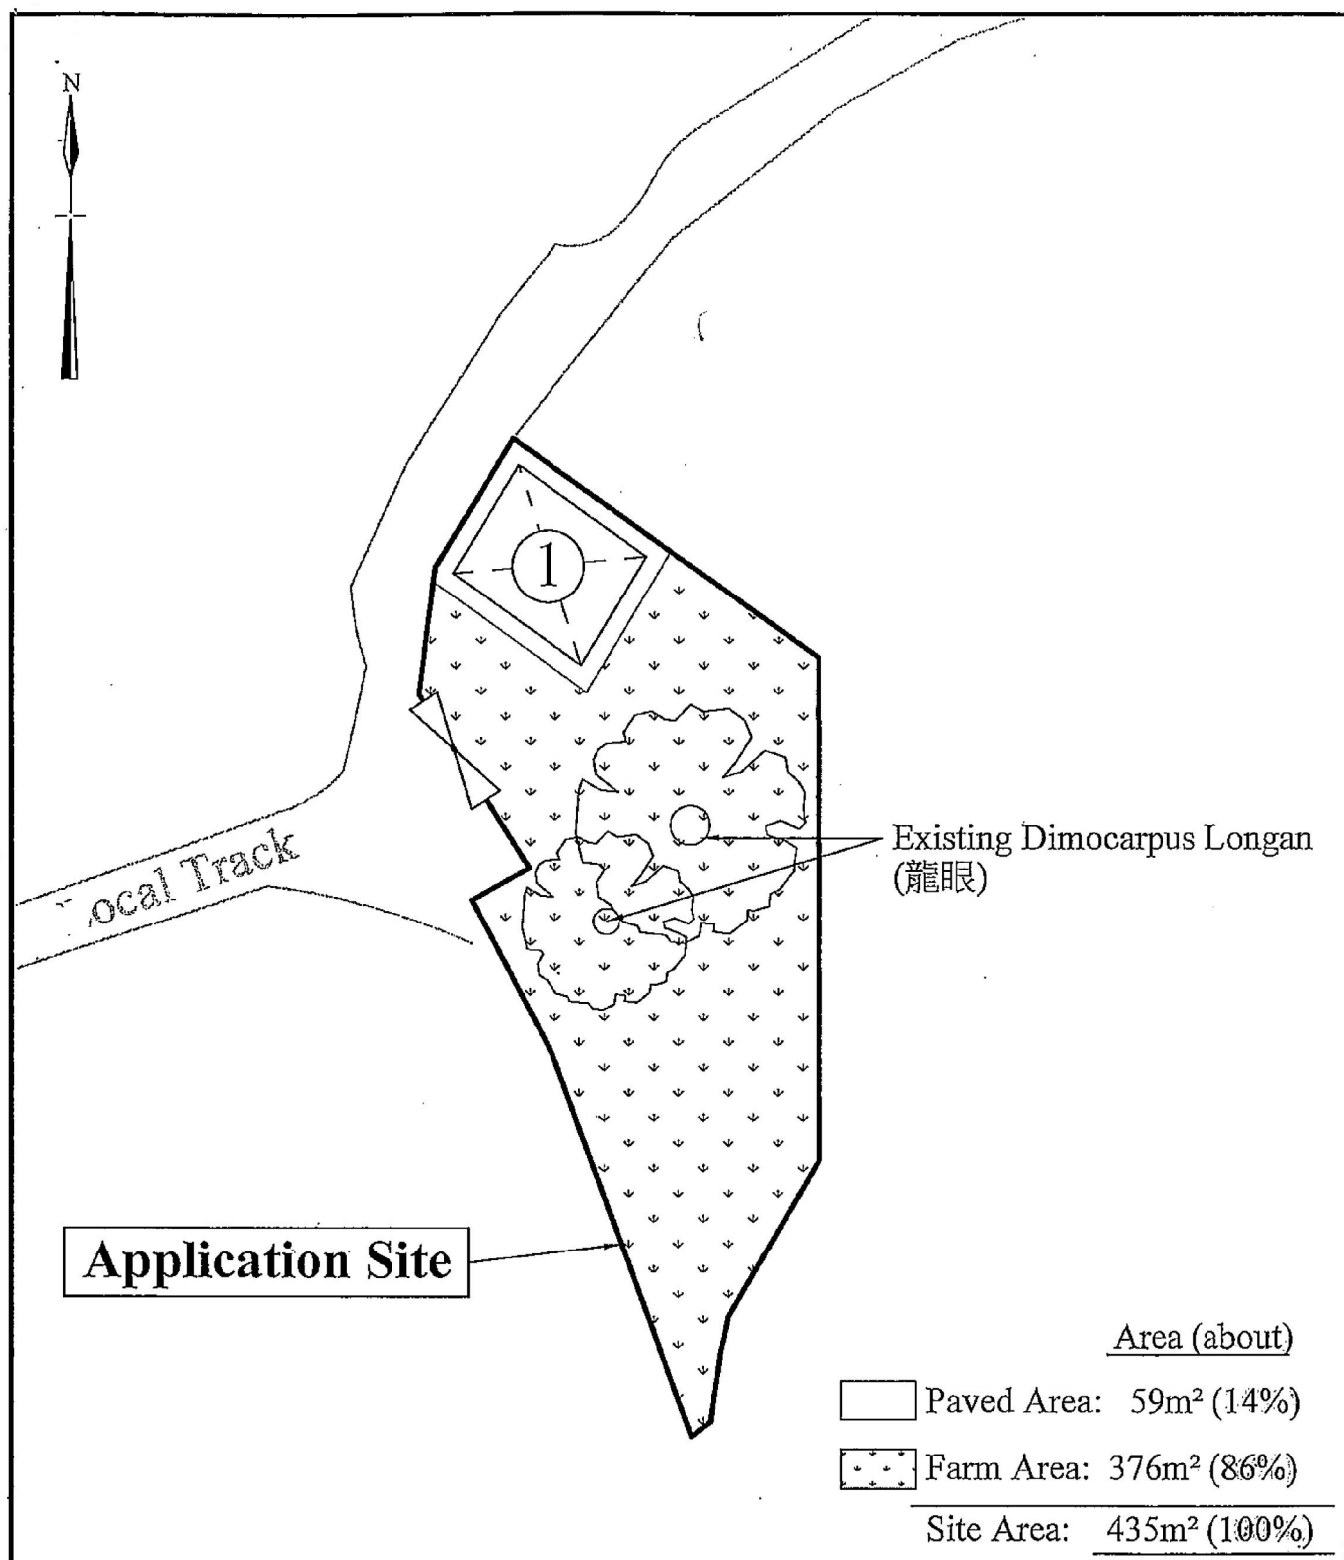 N
1
Existing Dimocarpus Longan
(龍眼)
Local Track
Application Site
Area (about)
Paved Area: 59m² (14%)
Farm Area: 376m² (86%)
Site Area: 435m² (100%)